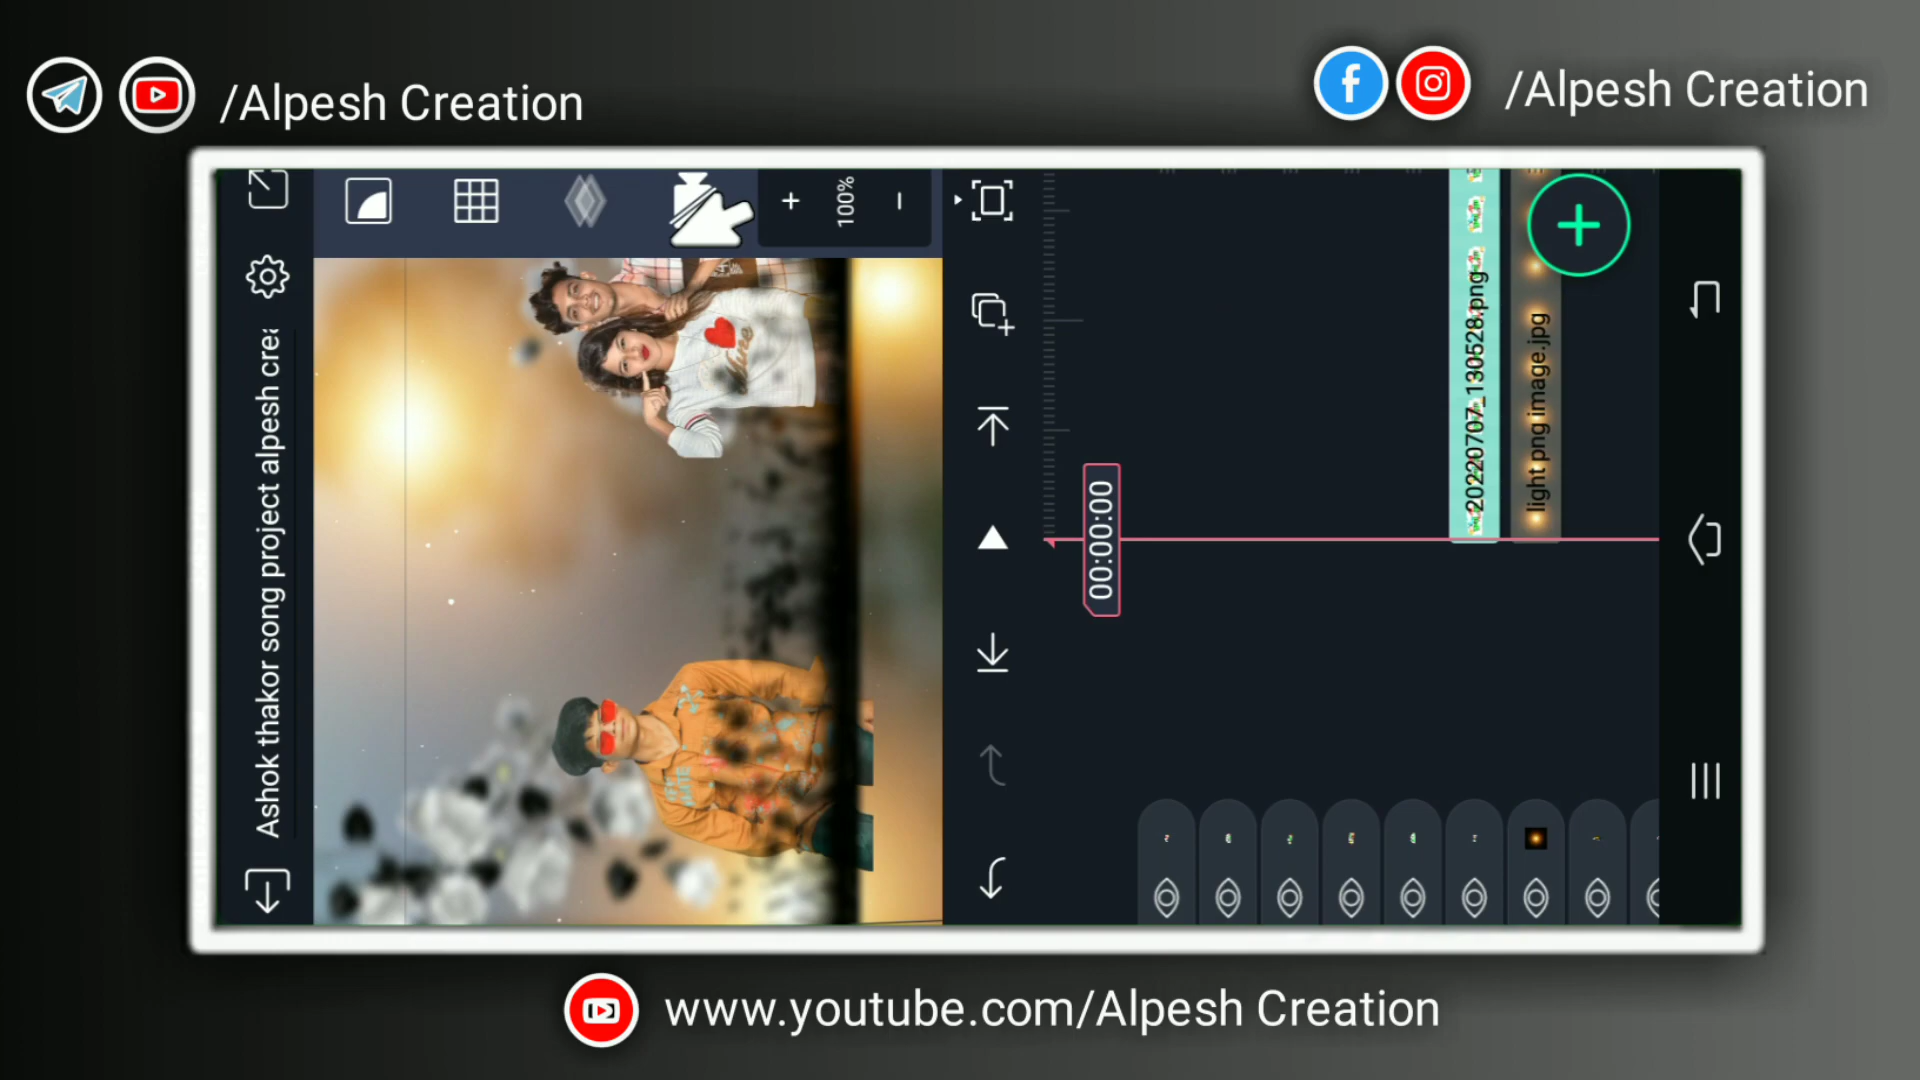 /Alpesh Creation
/Alpesh Creation
Ashok thakor song project alpesh crea
100%
00:00:00
20220707_130528.png
light png image.jpg
www.youtube.com/Alpesh Creation